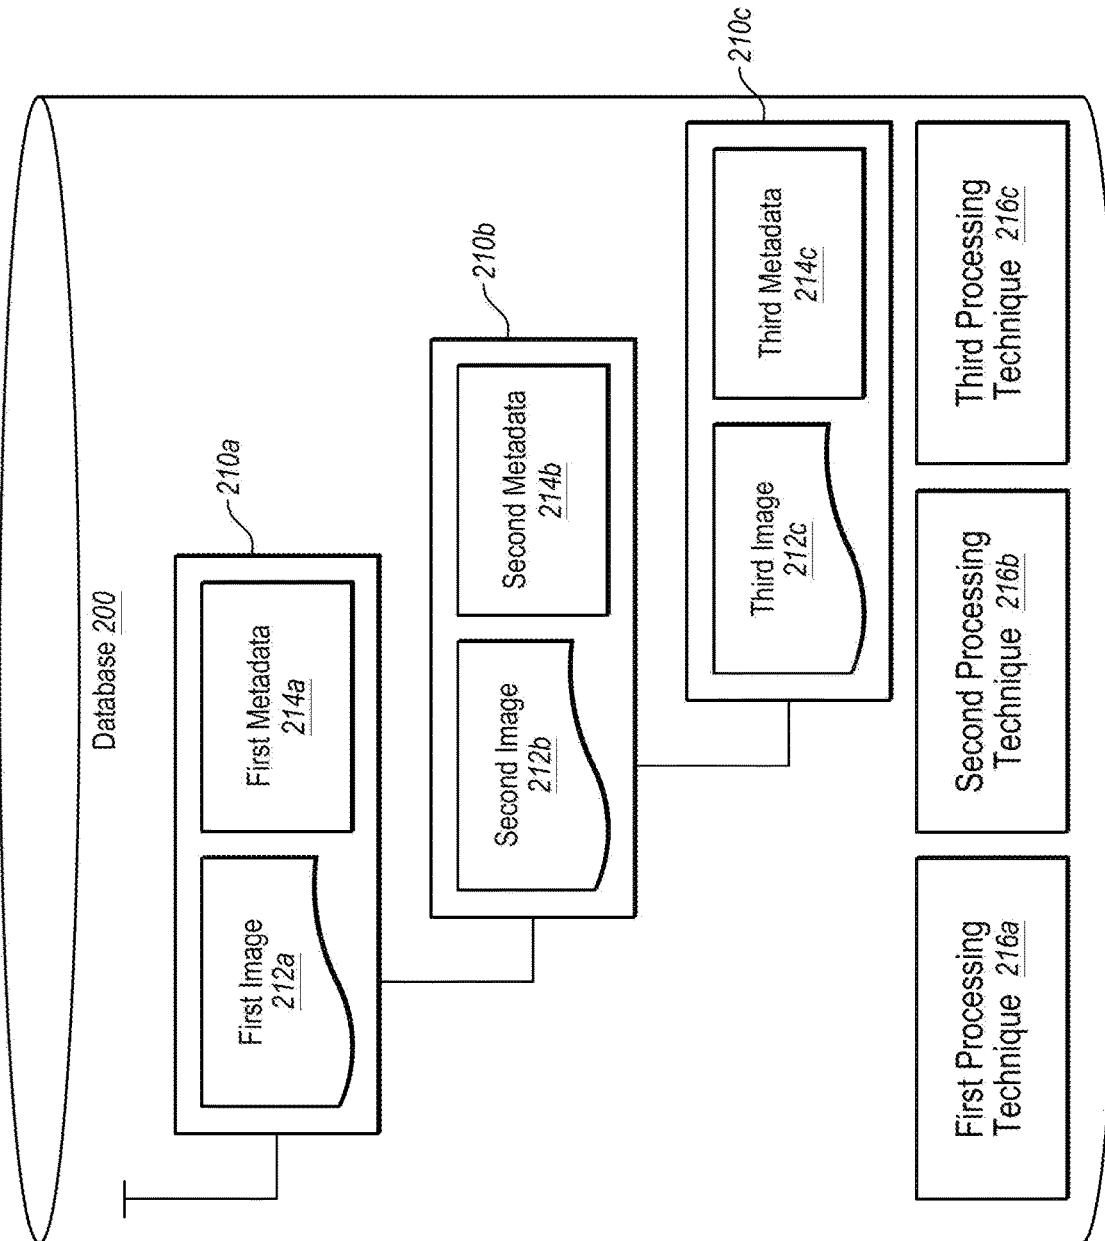 Database 200
210a
First Image
212a
First Metadata
214a
210b
Second Image
212b
Second Metadata
214b
210c
Third Image
212c
Third Metadata
214c
First Processing
Technique 216a
Second Processing
Technique 216b
Third Processing
Technique 216c